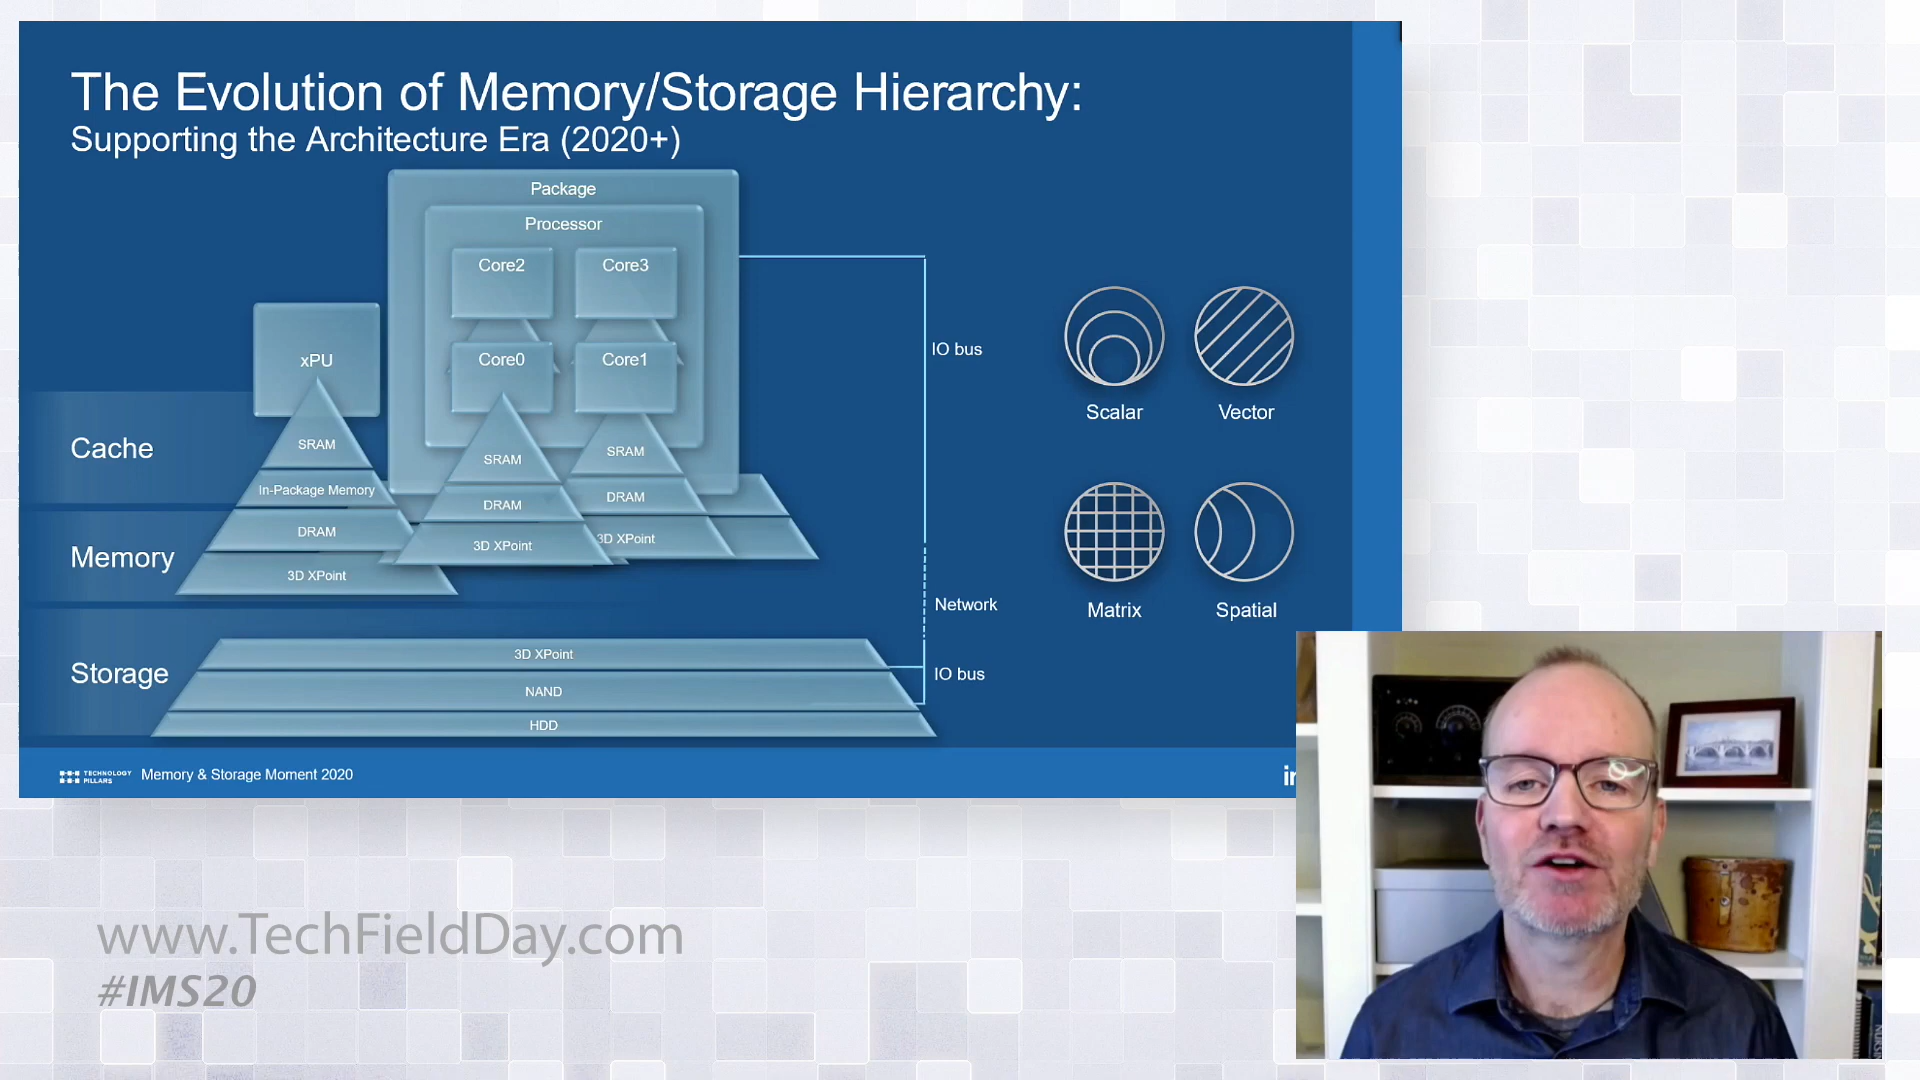 The Evolution of Memory/Storage Hierarchy:
Supporting the Architecture Era (2020+)
Package
Processor
Core2
Core3
Core0
Core1
xPU
IO bus
Scalar
Vector
Cache
SRAM
SRAM
SRAM
In-Package Memory
DRAM
DRAM
DRAM
Memory
3D XPoint
3D XPoint
3D XPoint
Network
Matrix
Spatial
Storage
3D XPoint
NAND
HDD
IO bus
TECHNOLOGY
PILLARS
Memory & Storage Moment 2020
www.TechFieldDay.com
#IMS20